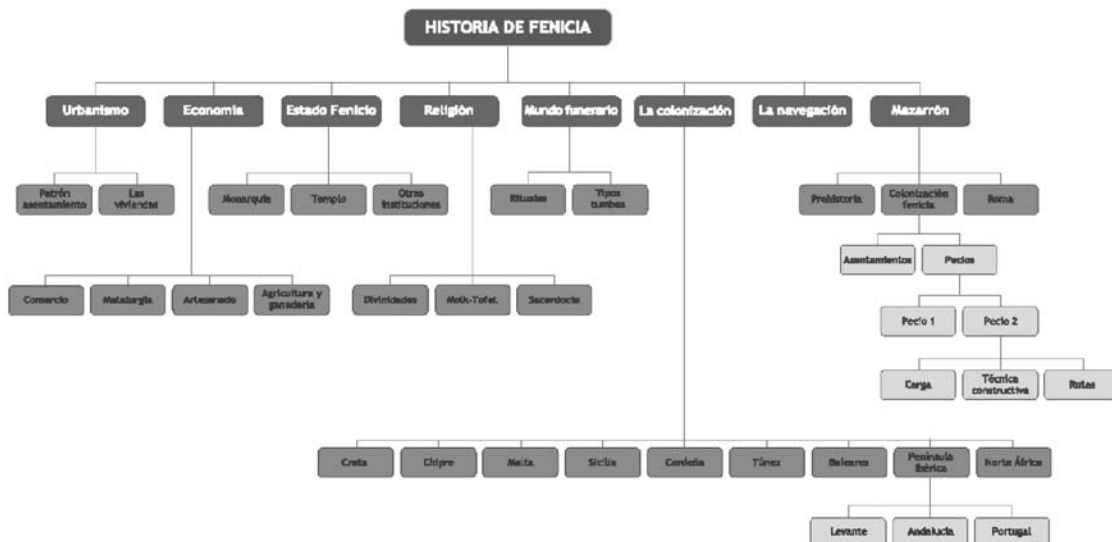 HISTORIA DE FENICIA
Urbanismo
Economía
Estado Fenicio
Religión
Mundo funerario
La colonización
La navegación
Mazarrón
Patrón
asentamiento
Las
viviendas
Monarquía
Templo
Otras
instituciones
Rituales
Tipos
tumbas
Prehistoria
Colonización
fenicia
Roma
Asentamientos
Pecios
Comercio
Metalurgia
Artesanado
Agricultura y
ganadería
Divinidades
Molk-Tofet
Sacerdocio
Pecio 1
Pecio 2
Carga
Técnica
constructiva
Rutas
Creta
Chipre
Malta
Sicilia
Cerdeña
Túnez
Baleares
Península
Ibérica
Norte África
Levante
Andalucía
Portugal